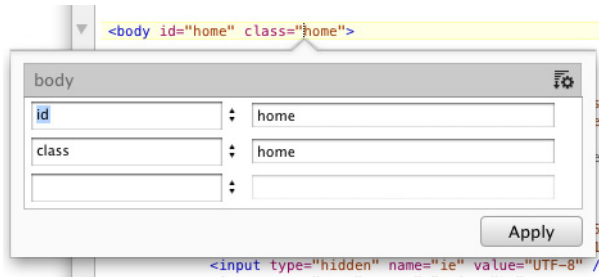 <body id="home" class="home">
body
id home
class home
Apply
<input type="hidden" name="ie" value="UTF-8" /